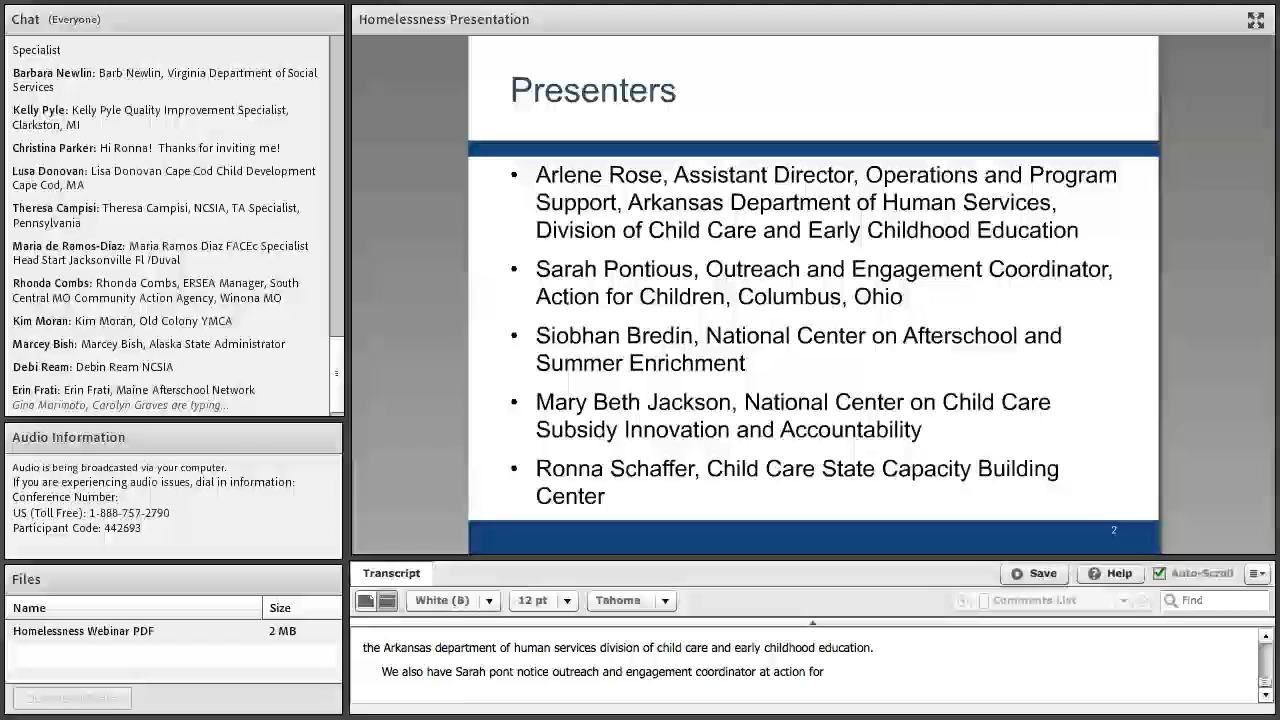 Chat (Everyone)
Specialist
Barbara Newlin: Barb Newlin, Virginia Department of Social
Services
Kelly Pyle: Kelly Pyle Quality Improvement Specialist,
Clarkston, MI
Christina Parker: Hi Ronna! Thanks for inviting me!
Lusa Donovan: Lisa Donovan Cape Cod Child Development
Cape Cod, MA
Theresa Campisi: Theresa Campisi, NCSIA, TA Specialist,
Pennsylvania
Maria de Ramos-Diaz: Maria Ramos Diaz FACEc Specialist
Head Start Jacksonville Fl /Duval
Rhonda Combs: Rhonda Combs, ERSEA Manager, South
Central MO Community Action Agency, Winona MO
Kim Moran: Kim Moran, Old Colony YMCA
Marcey Bish: Marcey Bish, Alaska State Administrator
Debi Ream: Debin Ream NCSIA
Erin Frati: Erin Frati, Maine Afterschool Network
Gina Marimoto, Carolyn Graves are typing...
Audio Information
Audio is being broadcasted via your computer.
If you are experiencing audio issues, dial in information:
Conference Number:
US (Toll Free): 1-888-757-2790
Participant Code: 442693
Files
Name Size
Homelessness Webinar PDF 2 MB
Homelessness Presentation
Presenters
• Arlene Rose, Assistant Director, Operations and Program
Support, Arkansas Department of Human Services,
Division of Child Care and Early Childhood Education
• Sarah Pontious, Outreach and Engagement Coordinator,
Action for Children, Columbus, Ohio
• Siobhan Bredin, National Center on Afterschool and
Summer Enrichment
• Mary Beth Jackson, National Center on Child Care
Subsidy Innovation and Accountability
• Ronna Schaffer, Child Care State Capacity Building
Center
2
Transcript Save Help Auto-Scroll
White (B) 12 pt Tahoma Comments List Find
the Arkansas department of human services division of child care and early childhood education.
We also have Sarah pont notice outreach and engagement coordinator at action for